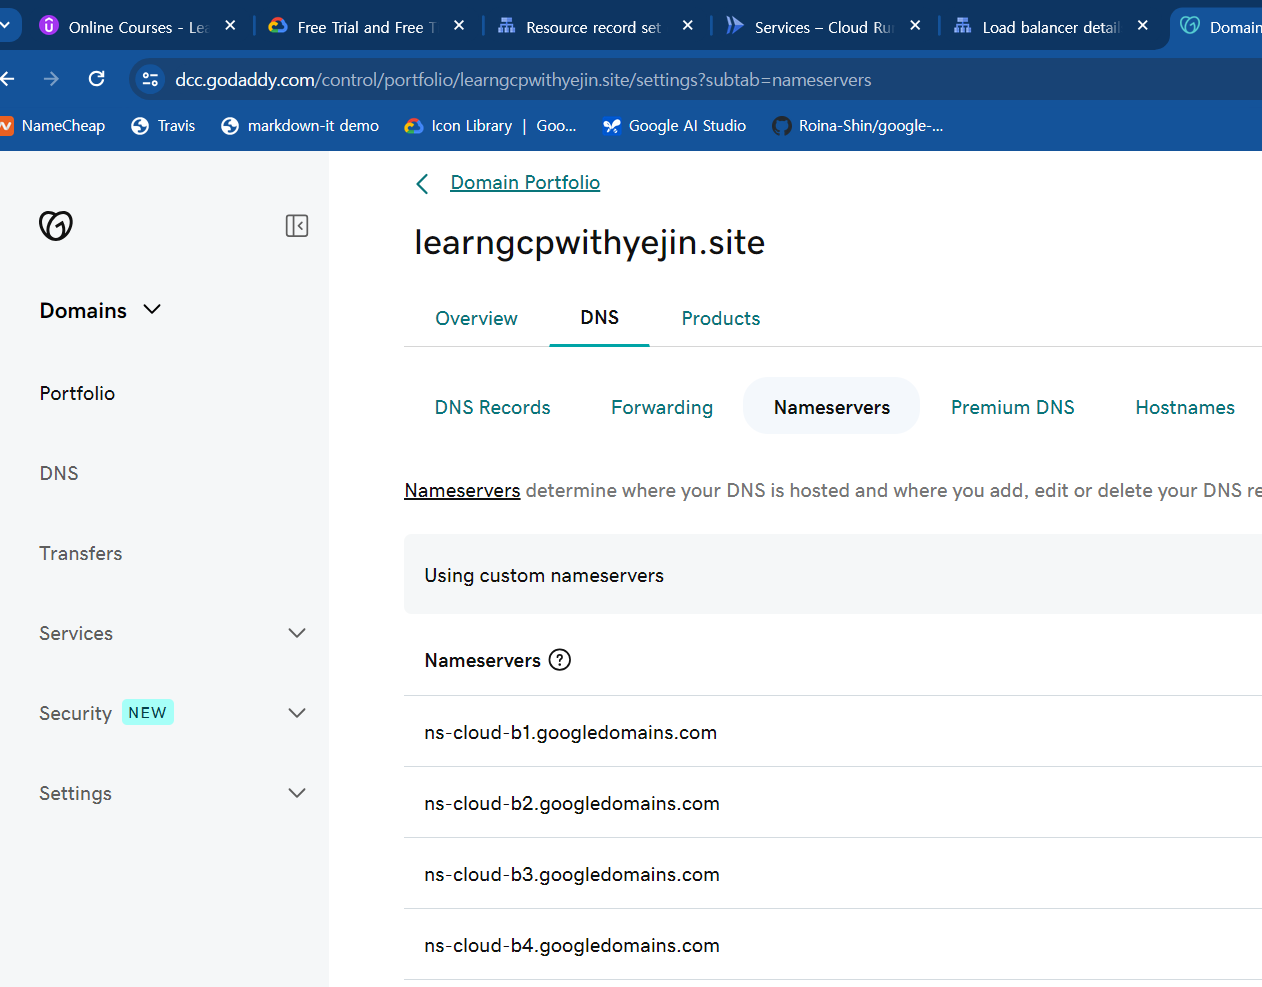 Online Courses - Lea
Free Trial and Free T
Resource record set
Services – Cloud Run
Load balancer detail
Domain
dcc.godaddy.com/control/portfolio/learngcpwithyejin.site/settings?subtab=nameservers
NameCheap
Travis
markdown-it demo
Icon Library | Goo...
Google AI Studio
Roina-Shin/google-...
Domain Portfolio
learngcpwithyejin.site
Domains
Overview
DNS
Products
Portfolio
DNS Records
Forwarding
Nameservers
Premium DNS
Hostnames
DNS
Nameservers determine where your DNS is hosted and where you add, edit or delete your DNS re
Transfers
Using custom nameservers
Services
Nameservers
Security NEW
ns-cloud-b1.googledomains.com
Settings
ns-cloud-b2.googledomains.com
ns-cloud-b3.googledomains.com
ns-cloud-b4.googledomains.com